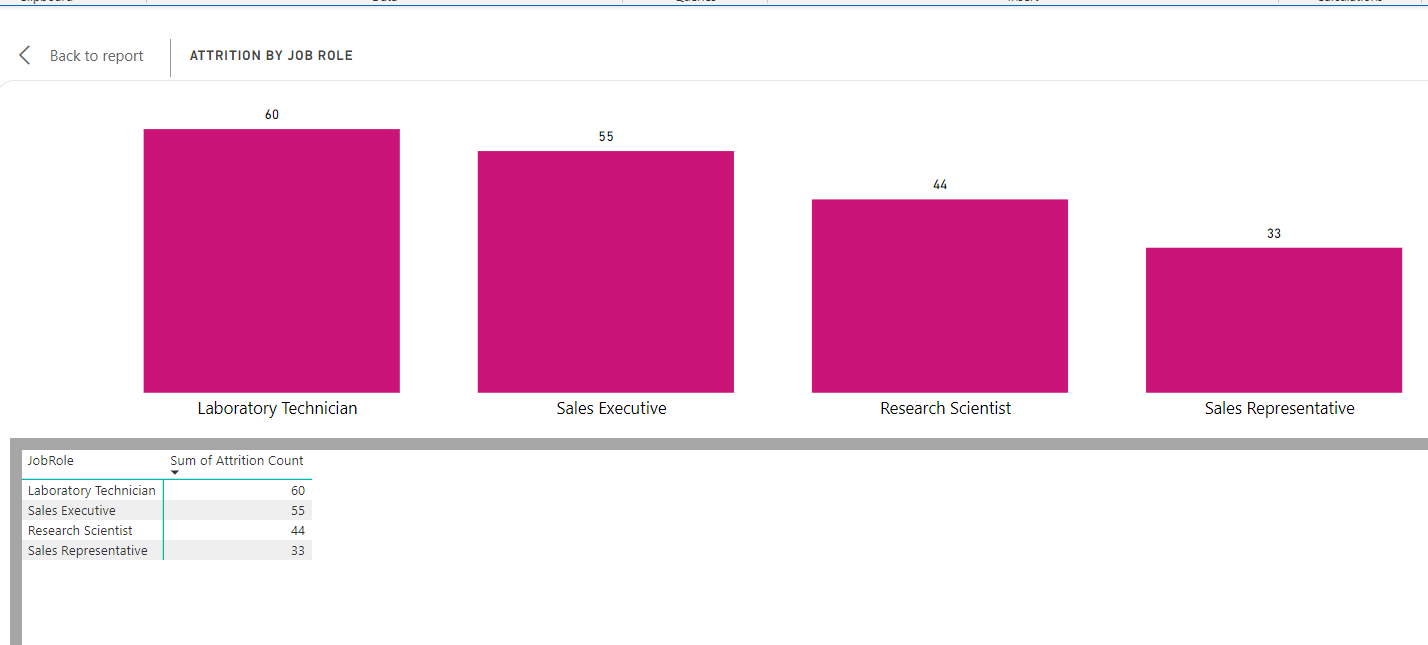 Back to report
ATTRITION BY JOB ROLE
60
55
44
33
Laboratory Technician
Sales Executive
Research Scientist
Sales Representative
JobRole Sum of Attrition Count
Laboratory Technician 60
Sales Executive 55
Research Scientist 44
Sales Representative 33